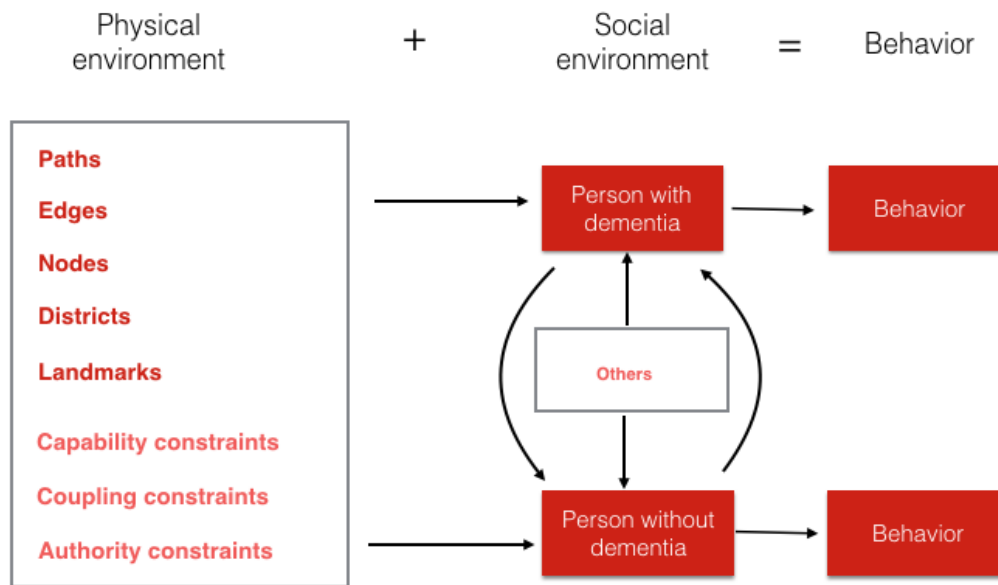 Physical
environment
+
Social
environment
=
Behavior
Paths
Edges
Nodes
Districts
Landmarks
Capability constraints
Coupling constraints
Authority constraints
Person with
dementia
Behavior
Others
Person without
dementia
Behavior